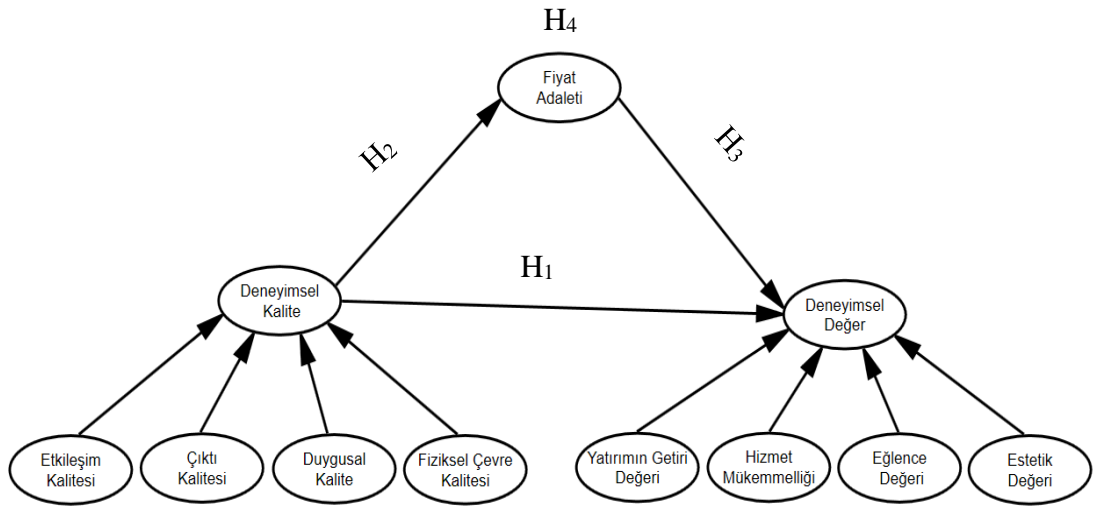 H4
Fiyat
Adaleti
H2
H3
H1
Deneyimsel
Kalite
Deneyimsel
Değer
Etkileşim
Kalitesi
Çıktı
Kalitesi
Duygusal
Kalite
Fiziksel Çevre
Kalitesi
Yatırımın Getiri
Değeri
Hizmet
Mükemmelliği
Eğlence
Değeri
Estetik
Değeri